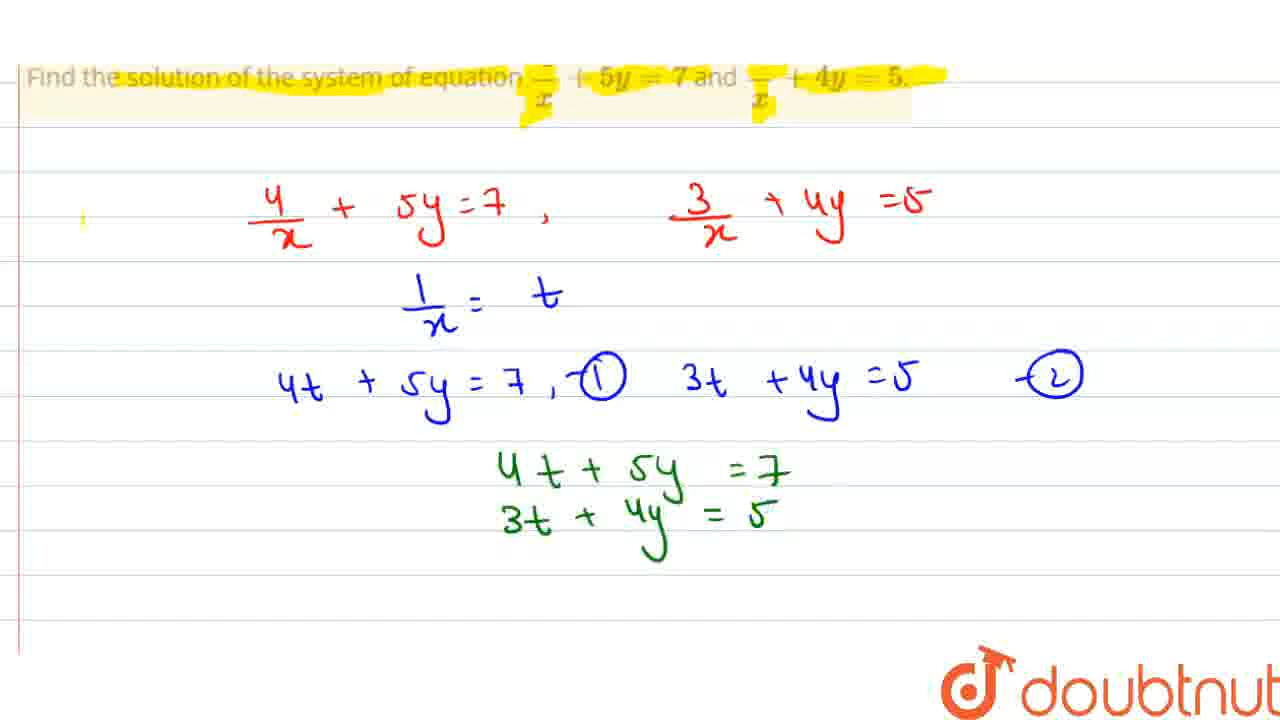 Find the solution of the system of equation —/x + 5y = 7 and —/x + 4y = 5.
4/x + 5y = 7 , 3/x + 4y = 5
1/x = t
4t + 5y = 7 , - ① 3t + 4y = 5 - ②
4t + 5y = 7
3t + 4y = 5
doubtnut